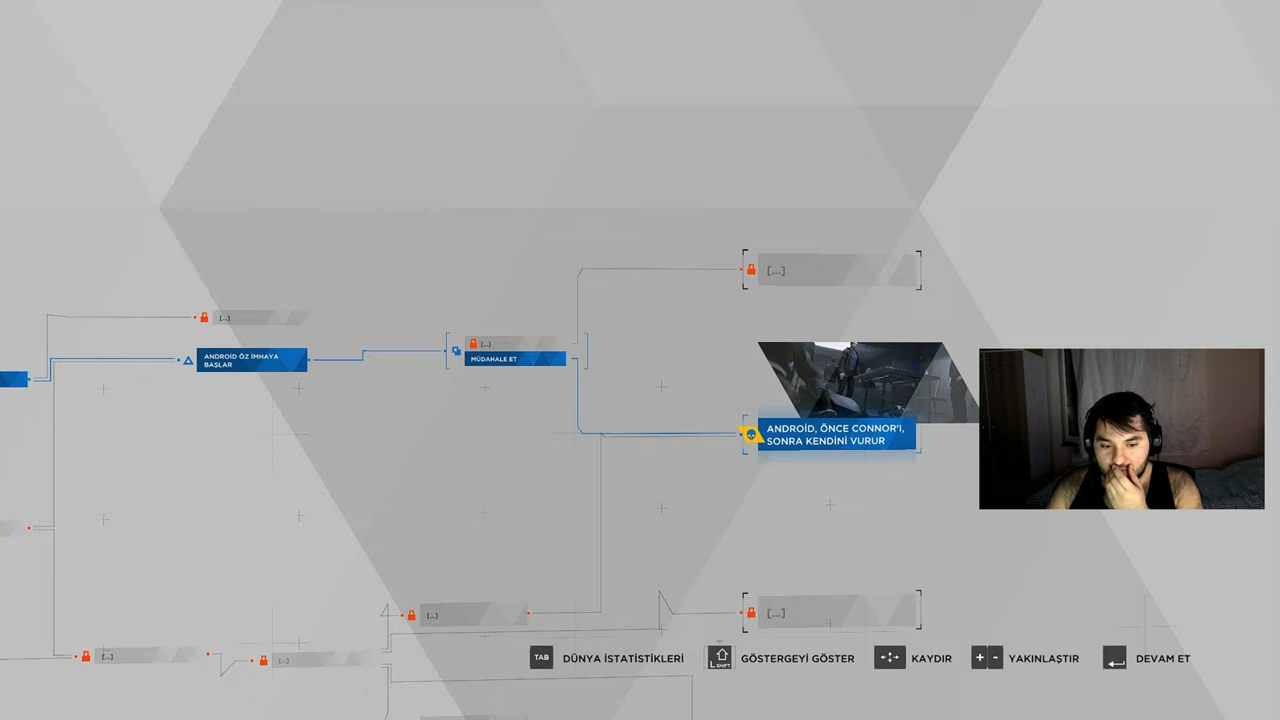 [...]
[...]
[...]
ANDROİD ÖZ İMHAYA
BAŞLAR
MÜDAHALE ET
ANDROİD, ÖNCE CONNOR'I,
SONRA KENDİNİ VURUR
[...]
[...]
[...]
[...]
TAB DÜNYA İSTATİSTİKLERİ
L SHIFT GÖSTERGEYİ GÖSTER
KAYDIR
+ - YAKINLAŞTIR
DEVAM ET